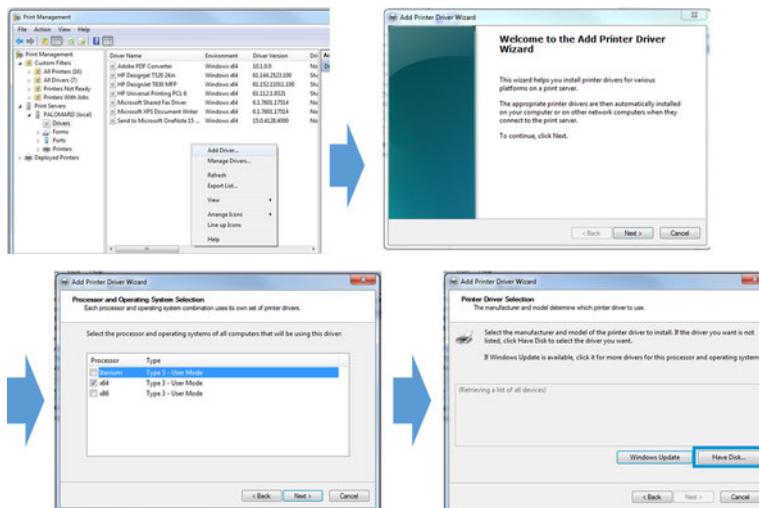 Print Management
File Action View Help
Print Management
Custom Filters
All Printers (16)
All Drivers (7)
Printers Not Ready
Printers With Jobs
Print Servers
PALOMARD (local)
Drivers
Forms
Ports
Printers
Deployed Printers
Driver Name Environment Driver Version
Adobe PDF Converter Windows x64 10.1.0.0
HP Designjet T520 24in Windows x64 61.144.2523.100
HP Designjet T830 MFP Windows x64 61.152.11011.100
HP Universal Printing PCL 6 Windows x64
Microsoft Shared Fax Driver Windows x64 6.1.7601.17514
Microsoft XPS Document Writer Windows x64 6.1.7601.17514
Send to Microsoft OneNote 15 ... Windows x64 15.0.4128.4000
Add Driver...
Manage Drivers...
Refresh
Export List...
View
Arrange Icons
Line up Icons
Help
Add Printer Driver Wizard
Welcome to the Add Printer Driver
Wizard
This wizard helps you install printer drivers for various
platforms on a print server.
The appropriate printer drivers are then automatically installed
on your computer or on other network computers when they
connect to the print server.
To continue, click Next.
< Back Next > Cancel
Add Printer Driver Wizard
Processor and Operating System Selection
Each processor and operating system combination uses its own set of printer drivers.
Select the processor and operating systems of all computers that will be using this driver:
Processor Type
Itanium Type 3 - User Mode
x64 Type 3 - User Mode
x86 Type 3 - User Mode
< Back Next > Cancel
Add Printer Driver Wizard
Printer Driver Selection
The manufacturer and model determine which printer driver to use.
Select the manufacturer and model of the printer driver to install. If the driver you want is not
listed, click Have Disk to select the driver you want.
If Windows Update is available, click it for more drivers for this processor and operating system
(Retrieving a list of all devices)
Windows Update Have Disk...
< Back Next > Cancel